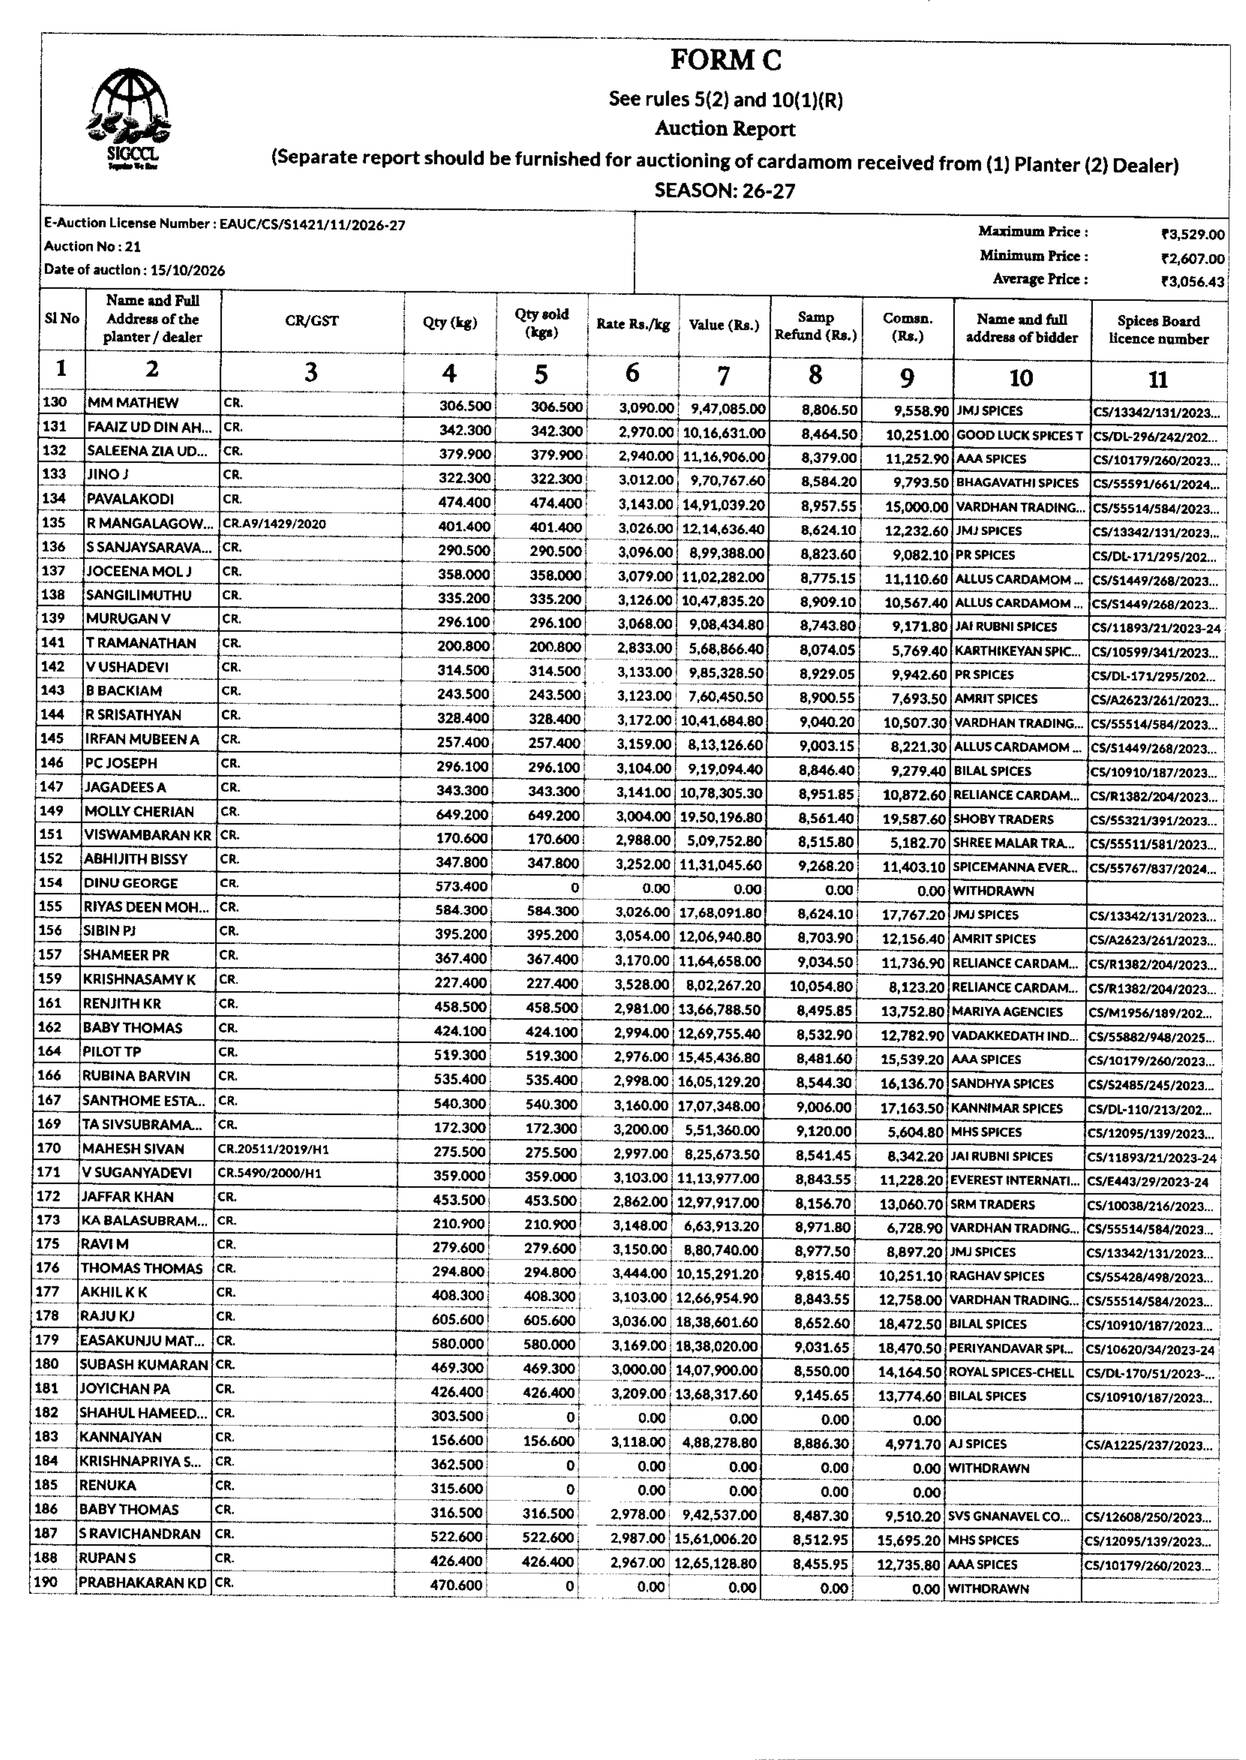 FORM C
See rules 5(2) and 10(1)(R)
Auction Report
(Separate report should be furnished for auctioning of cardamom received from (1) Planter (2) Dealer)
SEASON: 26-27
SIGCCL
Together We Grow
E-Auction License Number : EAUC/CS/S1421/11/2026-27
Auction No : 21
Date of auction : 15/10/2026
Maximum Price : ₹3,529.00
Minimum Price : ₹2,607.00
Average Price : ₹3,056.43
Sl No | Name and Full Address of the planter / dealer | CR/GST | Qty (kg) | Qty sold (kgs) | Rate Rs./kg | Value (Rs.) | Samp Refund (Rs.) | Comsn. (Rs.) | Name and full address of bidder | Spices Board licence number
1 2 3 4 5 6 7 8 9 10 11
130 MM MATHEW CR. 306.500 306.500 3,090.00 9,47,085.00 8,806.50 9,558.90 JMJ SPICES CS/13342/131/2023...
131 FAAIZ UD DIN AH... CR. 342.300 342.300 2,970.00 10,16,631.00 8,464.50 10,251.00 GOOD LUCK SPICES T CS/DL-296/242/202...
132 SALEENA ZIA UD... CR. 379.900 379.900 2,940.00 11,16,906.00 8,379.00 11,252.90 AAA SPICES CS/10179/260/2023...
133 JINO J CR. 322.300 322.300 3,012.00 9,70,767.60 8,584.20 9,793.50 BHAGAVATHI SPICES CS/55591/661/2024...
134 PAVALAKODI CR. 474.400 474.400 3,143.00 14,91,039.20 8,957.55 15,000.00 VARDHAN TRADING... CS/55514/584/2023...
135 R MANGALAGOW... CR.A9/1429/2020 401.400 401.400 3,026.00 12,14,636.40 8,624.10 12,232.60 JMJ SPICES CS/13342/131/2023...
136 S SANJAYSARAVA... CR. 290.500 290.500 3,096.00 8,99,388.00 8,823.60 9,082.10 PR SPICES CS/DL-171/295/202...
137 JOCEENA MOL J CR. 358.000 358.000 3,079.00 11,02,282.00 8,775.15 11,110.60 ALLUS CARDAMOM ... CS/S1449/268/2023...
138 SANGILIMUTHU CR. 335.200 335.200 3,126.00 10,47,835.20 8,909.10 10,567.40 ALLUS CARDAMOM ... CS/S1449/268/2023...
139 MURUGAN V CR. 296.100 296.100 3,068.00 9,08,434.80 8,743.80 9,171.80 JAI RUBNI SPICES CS/11893/21/2023-24
141 T RAMANATHAN CR. 200.800 200.800 2,833.00 5,68,866.40 8,074.05 5,769.40 KARTHIKEYAN SPIC... CS/10599/341/2023...
142 V USHADEVI CR. 314.500 314.500 3,133.00 9,85,328.50 8,929.05 9,942.60 PR SPICES CS/DL-171/295/202...
143 B BACKIAM CR. 243.500 243.500 3,123.00 7,60,450.50 8,900.55 7,693.50 AMRIT SPICES CS/A2623/261/2023...
144 R SRISATHYAN CR. 328.400 328.400 3,172.00 10,41,684.80 9,040.20 10,507.30 VARDHAN TRADING... CS/55514/584/2023...
145 IRFAN MUBEEN A CR. 257.400 257.400 3,159.00 8,13,126.60 9,003.15 8,221.30 ALLUS CARDAMOM ... CS/S1449/268/2023...
146 PC JOSEPH CR. 296.100 296.100 3,104.00 9,19,094.40 8,846.40 9,279.40 BILAL SPICES CS/10910/187/2023...
147 JAGADEES A CR. 343.300 343.300 3,141.00 10,78,305.30 8,951.85 10,872.60 RELIANCE CARDAM... CS/R1382/204/2023...
149 MOLLY CHERIAN CR. 649.200 649.200 3,004.00 19,50,196.80 8,561.40 19,587.60 SHOBY TRADERS CS/55321/391/2023...
151 VISWAMBARAN KR CR. 170.600 170.600 2,988.00 5,09,752.80 8,515.80 5,182.70 SHREE MALAR TRA... CS/55511/581/2023...
152 ABHIJITH BISSY CR. 347.800 347.800 3,252.00 11,31,045.60 9,268.20 11,403.10 SPICEMANNA EVER... CS/55767/837/2024...
154 DINU GEORGE CR. 573.400 0 0.00 0.00 0.00 0.00 WITHDRAWN
155 RIYAS DEEN MOH... CR. 584.300 584.300 3,026.00 17,68,091.80 8,624.10 17,767.20 JMJ SPICES CS/13342/131/2023...
156 SIBIN PJ CR. 395.200 395.200 3,054.00 12,06,940.80 8,703.90 12,156.40 AMRIT SPICES CS/A2623/261/2023...
157 SHAMEER PR CR. 367.400 367.400 3,170.00 11,64,658.00 9,034.50 11,736.90 RELIANCE CARDAM... CS/R1382/204/2023...
159 KRISHNASAMY K CR. 227.400 227.400 3,528.00 8,02,267.20 10,054.80 8,123.20 RELIANCE CARDAM... CS/R1382/204/2023...
161 RENJITH KR CR. 458.500 458.500 2,981.00 13,66,788.50 8,495.85 13,752.80 MARIYA AGENCIES CS/M1956/189/202...
162 BABY THOMAS CR. 424.100 424.100 2,994.00 12,69,755.40 8,532.90 12,782.90 VADAKKEDATH IND... CS/55882/948/2025...
164 PILOT TP CR. 519.300 519.300 2,976.00 15,45,436.80 8,481.60 15,539.20 AAA SPICES CS/10179/260/2023...
166 RUBINA BARVIN CR. 535.400 535.400 2,998.00 16,05,129.20 8,544.30 16,136.70 SANDHYA SPICES CS/S2485/245/2023...
167 SANTHOME ESTA... CR. 540.300 540.300 3,160.00 17,07,348.00 9,006.00 17,163.50 KANNIMAR SPICES CS/DL-110/213/202...
169 TA SIVSUBRAMA... CR. 172.300 172.300 3,200.00 5,51,360.00 9,120.00 5,604.80 MHS SPICES CS/12095/139/2023...
170 MAHESH SIVAN CR.20511/2019/H1 275.500 275.500 2,997.00 8,25,673.50 8,541.45 8,342.20 JAI RUBNI SPICES CS/11893/21/2023-24
171 V SUGANYADEVI CR.5490/2000/H1 359.000 359.000 3,103.00 11,13,977.00 8,843.55 11,228.20 EVEREST INTERNATI... CS/E443/29/2023-24
172 JAFFAR KHAN CR. 453.500 453.500 2,862.00 12,97,917.00 8,156.70 13,060.70 SRM TRADERS CS/10038/216/2023...
173 KA BALASUBRAM... CR. 210.900 210.900 3,148.00 6,63,913.20 8,971.80 6,728.90 VARDHAN TRADING... CS/55514/584/2023...
175 RAVI M CR. 279.600 279.600 3,150.00 8,80,740.00 8,977.50 8,897.20 JMJ SPICES CS/13342/131/2023...
176 THOMAS THOMAS CR. 294.800 294.800 3,444.00 10,15,291.20 9,815.40 10,251.10 RAGHAV SPICES CS/55428/498/2023...
177 AKHIL K K CR. 408.300 408.300 3,103.00 12,66,954.90 8,843.55 12,758.00 VARDHAN TRADING... CS/55514/584/2023...
178 RAJU KJ CR. 605.600 605.600 3,036.00 18,38,601.60 8,652.60 18,472.50 BILAL SPICES CS/10910/187/2023...
179 EASAKUNJU MAT... CR. 580.000 580.000 3,169.00 18,38,020.00 9,031.65 18,470.50 PERIYANDAVAR SPI... CS/10620/34/2023-24
180 SUBASH KUMARAN CR. 469.300 469.300 3,000.00 14,07,900.00 8,550.00 14,164.50 ROYAL SPICES-CHELL CS/DL-170/51/2023-...
181 JOYICHAN PA CR. 426.400 426.400 3,209.00 13,68,317.60 9,145.65 13,774.60 BILAL SPICES CS/10910/187/2023...
182 SHAHUL HAMEED... CR. 303.500 0 0.00 0.00 0.00 0.00
183 KANNAIYAN CR. 156.600 156.600 3,118.00 4,88,278.80 8,886.30 4,971.70 AJ SPICES CS/A1225/237/2023...
184 KRISHNAPRIYA S... CR. 362.500 0 0.00 0.00 0.00 0.00 WITHDRAWN
185 RENUKA CR. 315.600 0 0.00 0.00 0.00 0.00
186 BABY THOMAS CR. 316.500 316.500 2,978.00 9,42,537.00 8,487.30 9,510.20 SVS GNANAVEL CO... CS/12608/250/2023...
187 S RAVICHANDRAN CR. 522.600 522.600 2,987.00 15,61,006.20 8,512.95 15,695.20 MHS SPICES CS/12095/139/2023...
188 RUPAN S CR. 426.400 426.400 2,967.00 12,65,128.80 8,455.95 12,735.80 AAA SPICES CS/10179/260/2023...
190 PRABHAKARAN KD CR. 470.600 0 0.00 0.00 0.00 0.00 WITHDRAWN